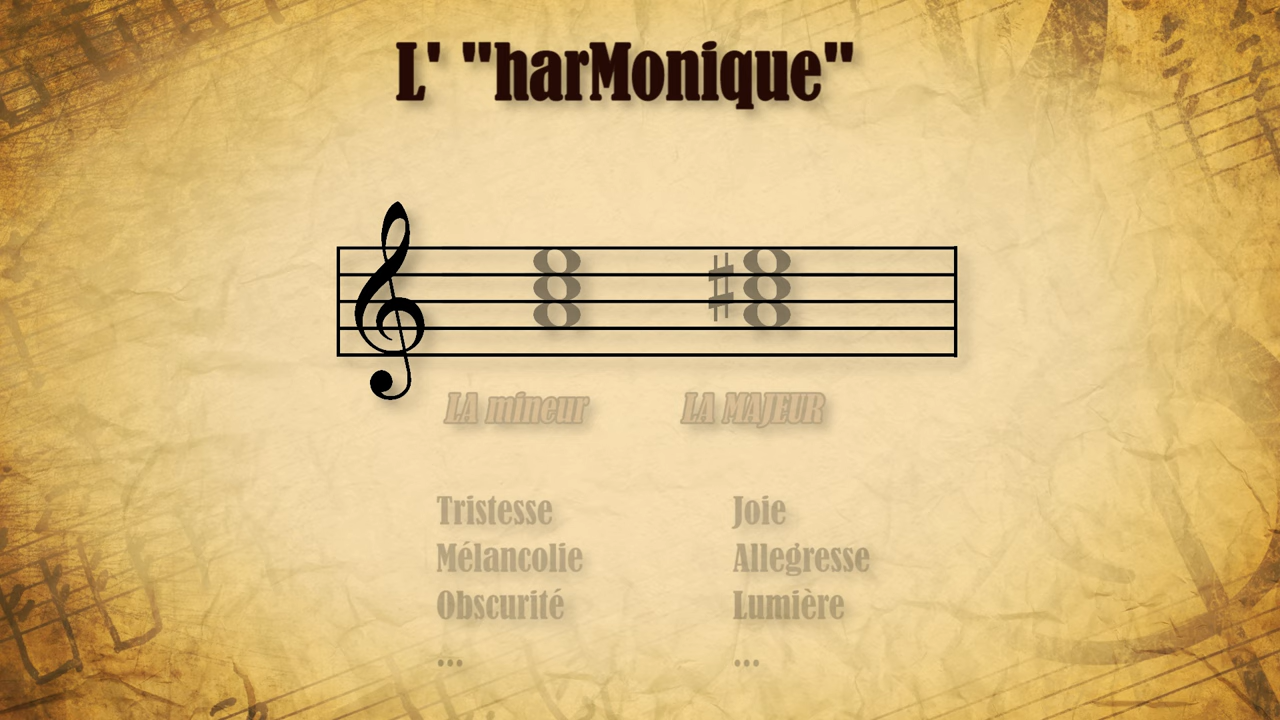 L' "harMonique"
LA mineur LA MAJEUR
Tristesse Joie
Mélancolie Allegresse
Obscurité Lumière
... ...